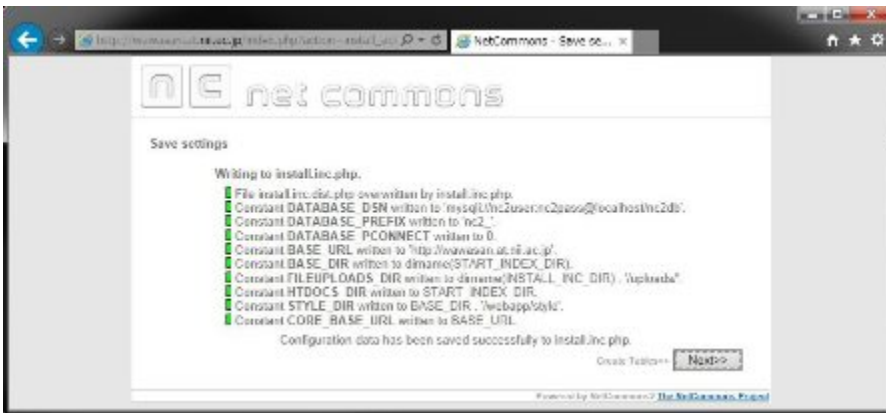 NetCommons - Save se...
nc net commons
Save settings
Writing to install.inc.php.
File install.inc.dist.php overwritten by install.inc.php.
Constant DATABASE_DSN written to 'mysqli://nc2user:nc2pass@localhost/nc2db'.
Constant DATABASE_PREFIX written to 'nc2_'.
Constant DATABASE_PCONNECT written to 0.
Constant BASE_URL written to 'http://wawasan.at.nii.ac.jp'.
Constant BASE_DIR written to dirname(START_INDEX_DIR).
Constant FILEUPLOADS_DIR written to dirname(INSTALL_INC_DIR) . '/uploads/'
Constant HTDOCS_DIR written to START_INDEX_DIR.
Constant STYLE_DIR written to BASE_DIR . '/webapp/style'.
Constant CORE_BASE_URL written to BASE_URL.
Configuration data has been saved successfully to install.inc.php.
Create Tables>> Next>>
Powered by NetCommons2 The NetCommons Project